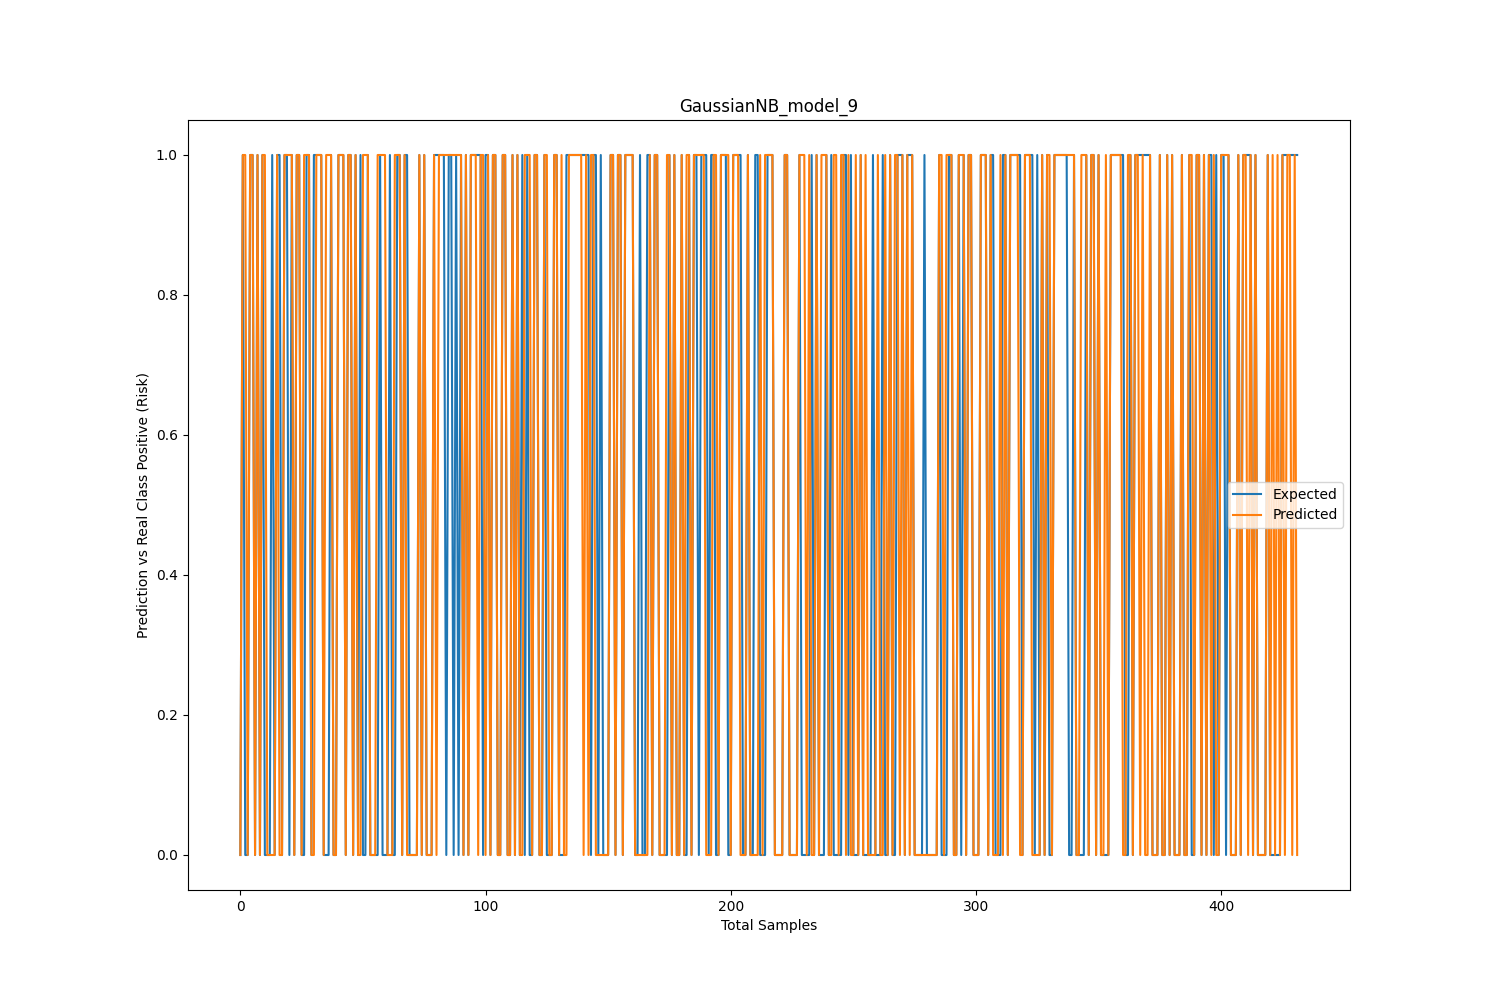 GaussianNB_model_9
1.0
0.8
0.6
0.4
0.2
0.0
Prediction vs Real Class Positive (Risk)
Expected
Predicted
0
100
200
300
400
Total Samples